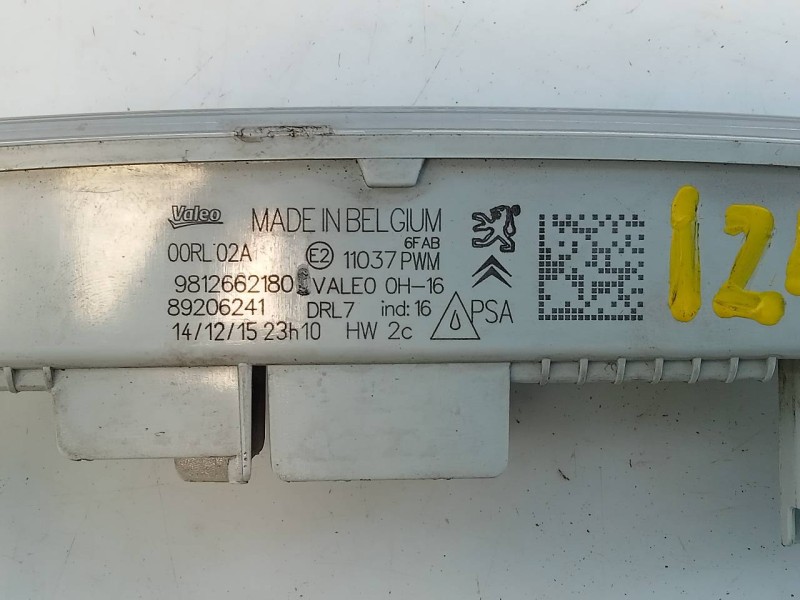 Valeo MADE IN BELGIUM
6FAB
00RL 02A E2 11037 PWM
9812662180 VALEO 0H-16
89206241 DRL7 ind: 16 PSA
14/12/15 23h10 HW 2c